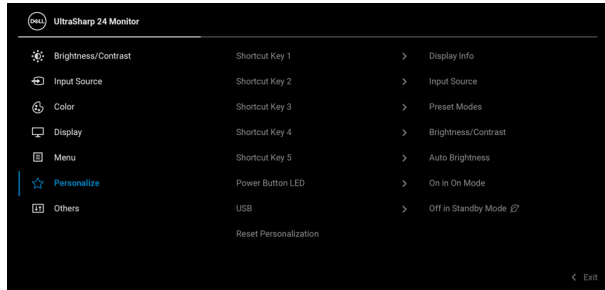 DELL UltraSharp 24 Monitor
Brightness/Contrast Shortcut Key 1 > Display Info
Input Source Shortcut Key 2 > Input Source
Color Shortcut Key 3 > Preset Modes
Display Shortcut Key 4 > Brightness/Contrast
Menu Shortcut Key 5 > Auto Brightness
Personalize Power Button LED > On in On Mode
Others USB > Off in Standby Mode
Reset Personalization
< Exit